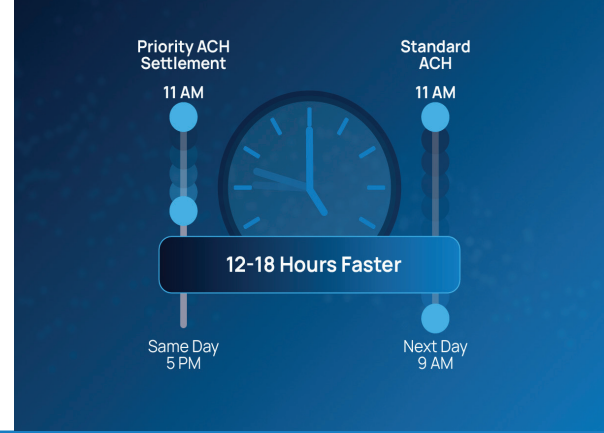 Priority ACH
Settlement
11 AM
Standard
ACH
11 AM
12-18 Hours Faster
Same Day
5 PM
Next Day
9 AM